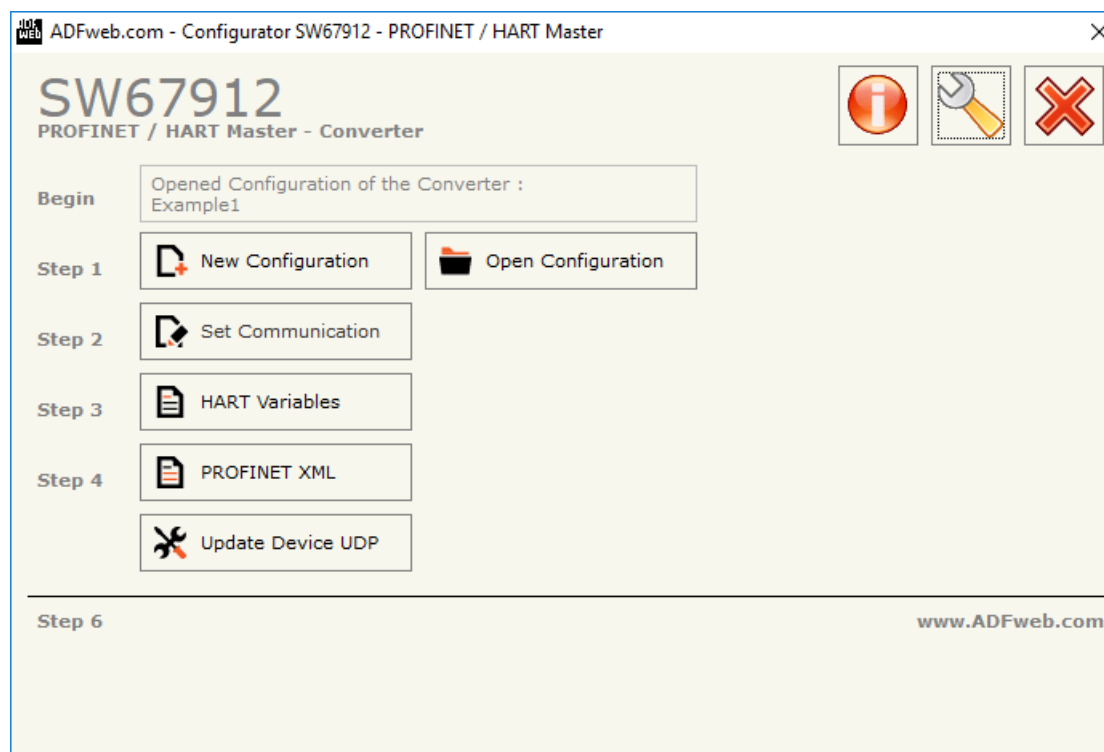 ADF
WEB
ADFweb.com - Configurator SW67912 - PROFINET / HART Master
SW67912
PROFINET / HART Master - Converter
Begin
Opened Configuration of the Converter :
Example1
Step 1
New Configuration
Open Configuration
Step 2
Set Communication
Step 3
HART Variables
Step 4
PROFINET XML
Update Device UDP
Step 6
www.ADFweb.com